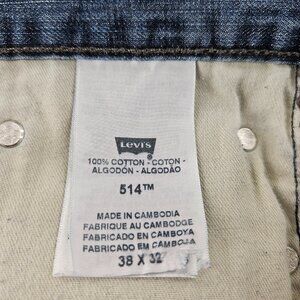 Levi's
®
100% COTTON - COTON -
ALGODÓN - ALGODÃO
514™
MADE IN CAMBODIA
FABRIQUE AU CAMBODGE
FABRICADO EN CAMBOYA
FABRICADO EM CAMBOJA
38 X 32